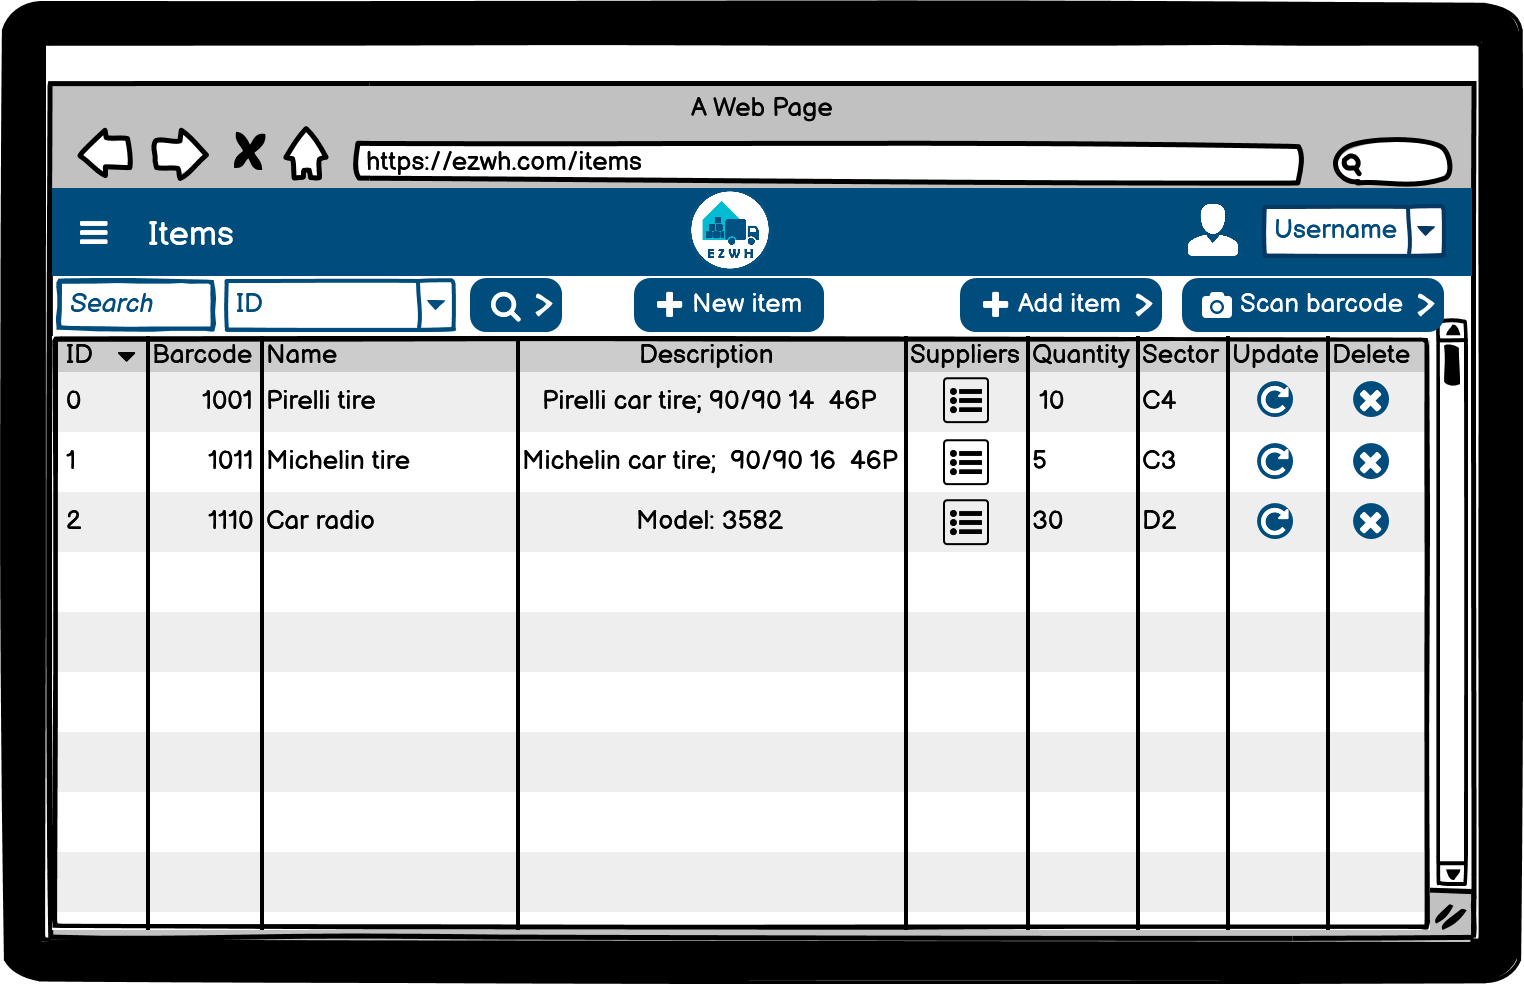 A Web Page
https://ezwh.com/items
Items
EZWH
Username
Search
ID
New item
Add item
Scan barcode
ID Barcode Name Description Suppliers Quantity Sector Update Delete
0 1001 Pirelli tire Pirelli car tire; 90/90 14 46P 10 C4
1 1011 Michelin tire Michelin car tire; 90/90 16 46P 5 C3
2 1110 Car radio Model: 3582 30 D2